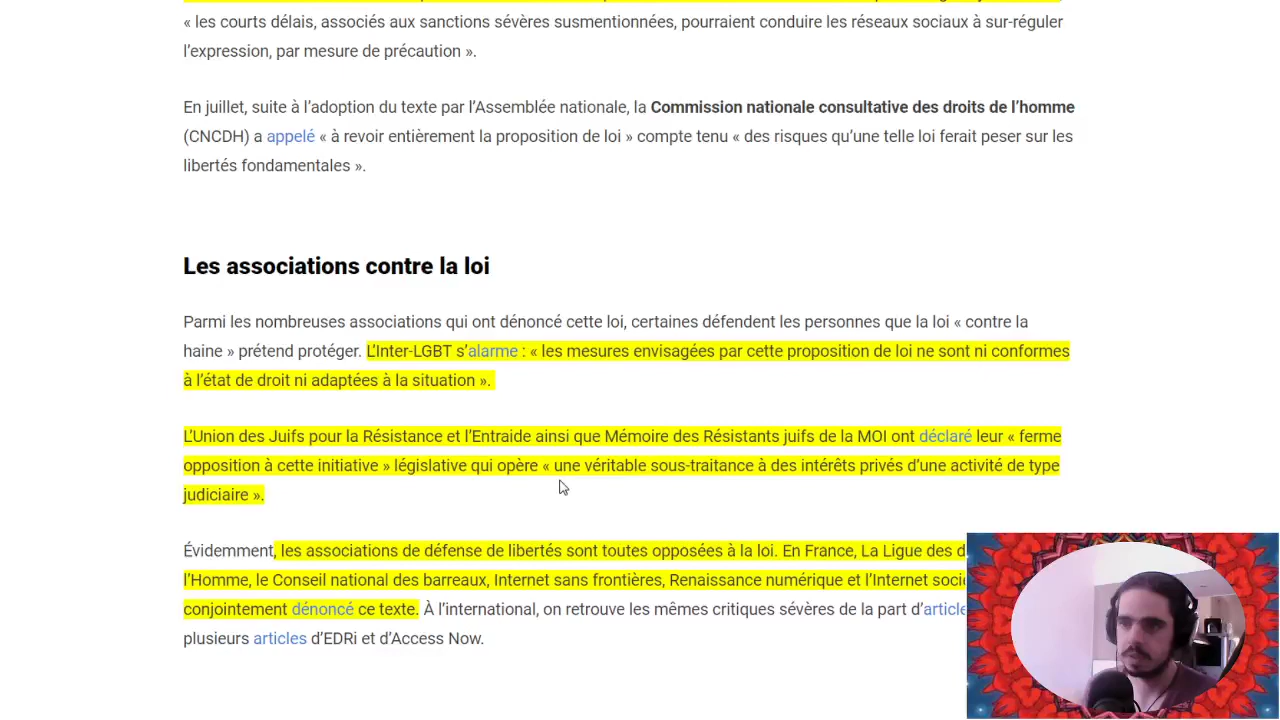 « les courts délais, associés aux sanctions sévères susmentionnées, pourraient conduire les réseaux sociaux à sur-réguler
l’expression, par mesure de précaution ».
En juillet, suite à l’adoption du texte par l’Assemblée nationale, la Commission nationale consultative des droits de l’homme
(CNCDH) a appelé « à revoir entièrement la proposition de loi » compte tenu « des risques qu’une telle loi ferait peser sur les
libertés fondamentales ».
Les associations contre la loi
Parmi les nombreuses associations qui ont dénoncé cette loi, certaines défendent les personnes que la loi « contre la
haine » prétend protéger. L’Inter-LGBT s’alarme : « les mesures envisagées par cette proposition de loi ne sont ni conformes
à l’état de droit ni adaptées à la situation ».
L’Union des Juifs pour la Résistance et l’Entraide ainsi que Mémoire des Résistants juifs de la MOI ont déclaré leur « ferme
opposition à cette initiative » législative qui opère « une véritable sous-traitance à des intérêts privés d’une activité de type
judiciaire ».
Évidemment, les associations de défense de libertés sont toutes opposées à la loi. En France, La Ligue des
l’Homme, le Conseil national des barreaux, Internet sans frontières, Renaissance numérique et l’Internet
conjointement dénoncé ce texte. À l’international, on retrouve les mêmes critiques sévères de la part
plusieurs articles d’EDRi et d’Access Now.